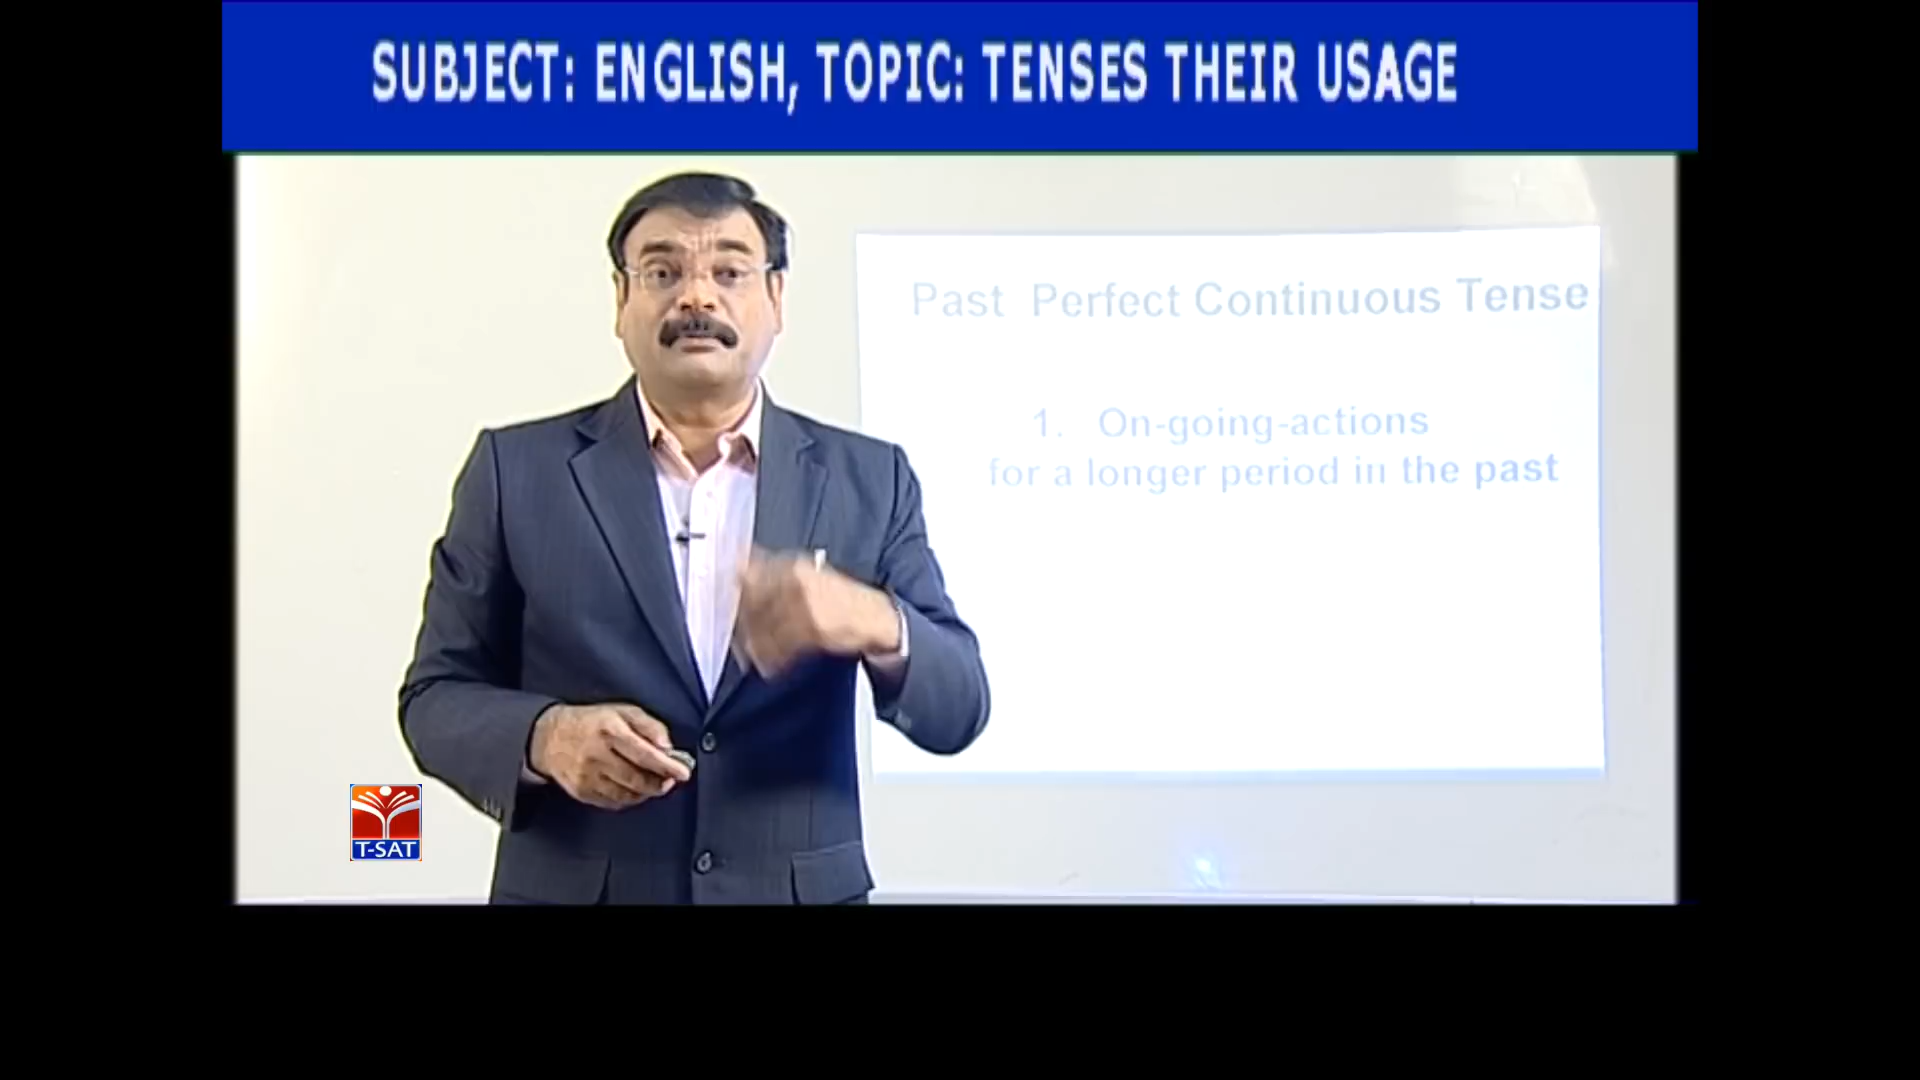 SUBJECT: ENGLISH, TOPIC: TENSES THEIR USAGE
Past Perfect Continuous Tense
1. On-going-actions
for a longer period in the past
T-SAT